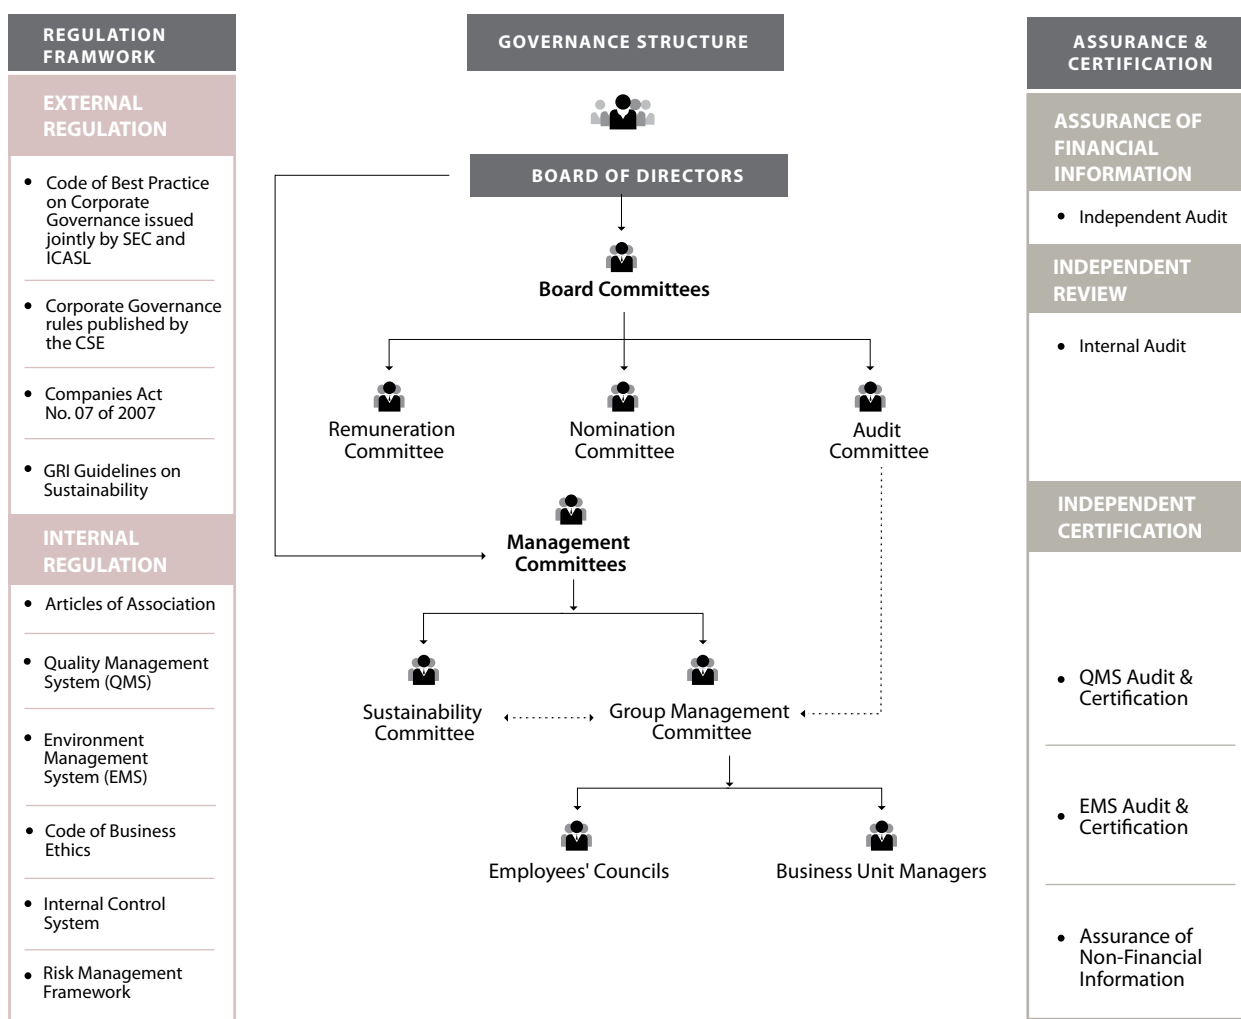 REGULATION
FRAMWORK
EXTERNAL
REGULATION
• Code of Best Practice
on Corporate
Governance issued
jointly by SEC and
ICASL
• Corporate Governance
rules published by
the CSE
• Companies Act
No. 07 of 2007
• GRI Guidelines on
Sustainability
INTERNAL
REGULATION
• Articles of Association
• Quality Management
System (QMS)
• Environment
Management
System (EMS)
• Code of Business
Ethics
• Internal Control
System
• Risk Management
Framework
GOVERNANCE STRUCTURE
BOARD OF DIRECTORS
Board Committees
Remuneration
Committee
Nomination
Committee
Audit
Committee
Management
Committees
Sustainability
Committee
Group Management
Committee
Employees' Councils
Business Unit Managers
ASSURANCE &
CERTIFICATION
ASSURANCE OF
FINANCIAL
INFORMATION
• Independent Audit
INDEPENDENT
REVIEW
• Internal Audit
INDEPENDENT
CERTIFICATION
• QMS Audit &
Certification
• EMS Audit &
Certification
• Assurance of
Non-Financial
Information